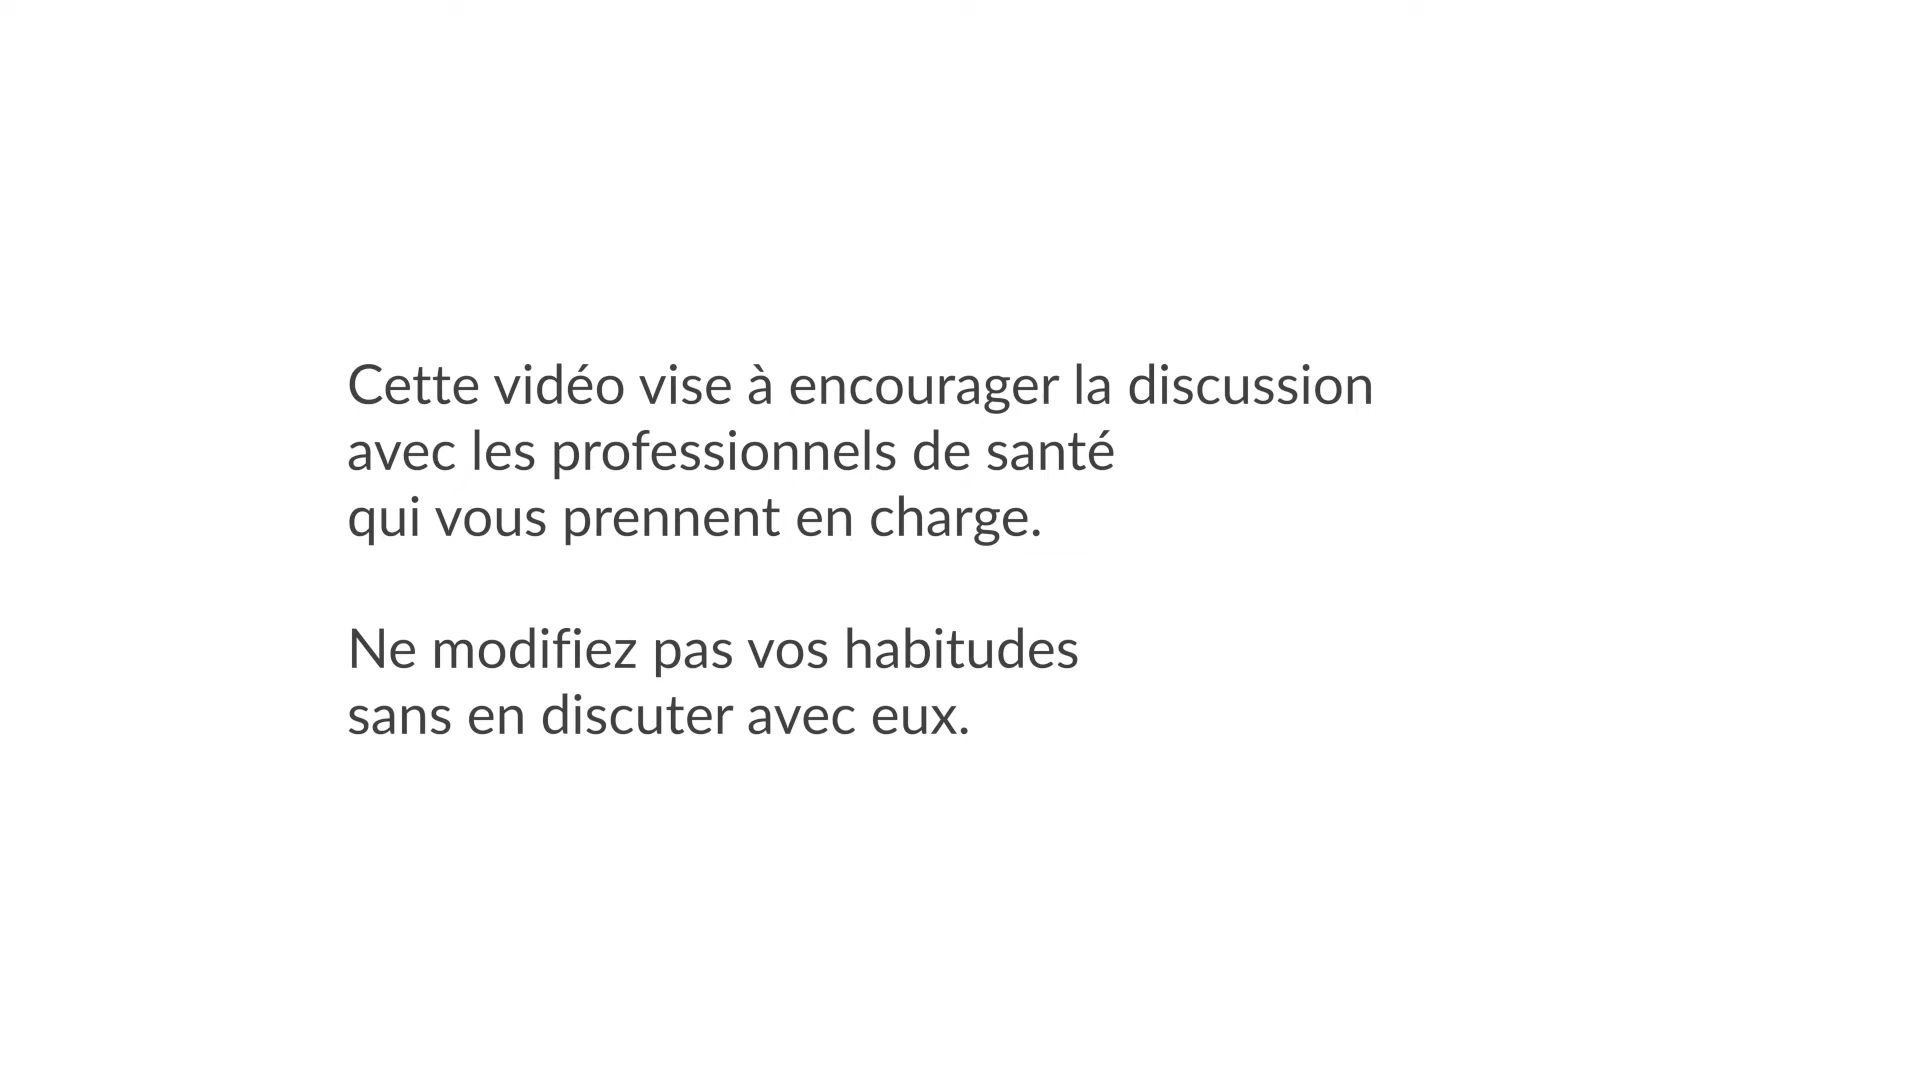 Cette vidéo vise à encourager la discussion
avec les professionnels de santé
qui vous prennent en charge.
Ne modifiez pas vos habitudes
sans en discuter avec eux.